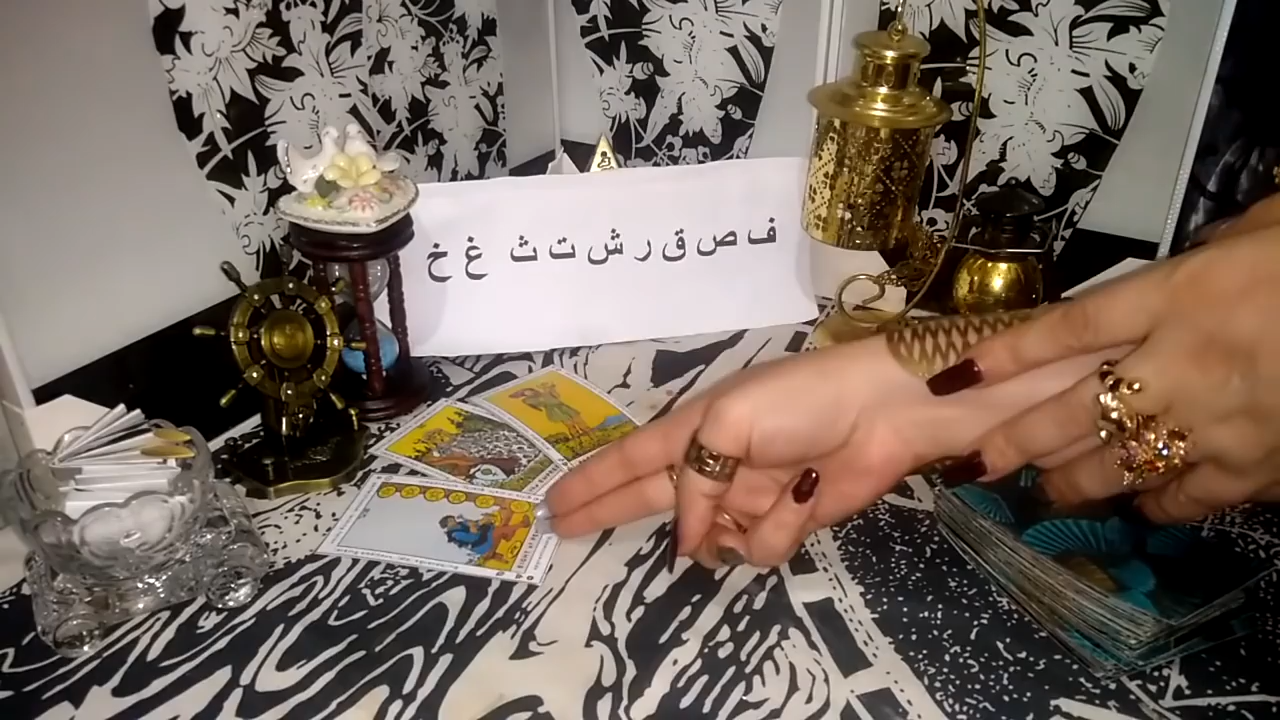 ف ص ق ر ش ت ث غ خ